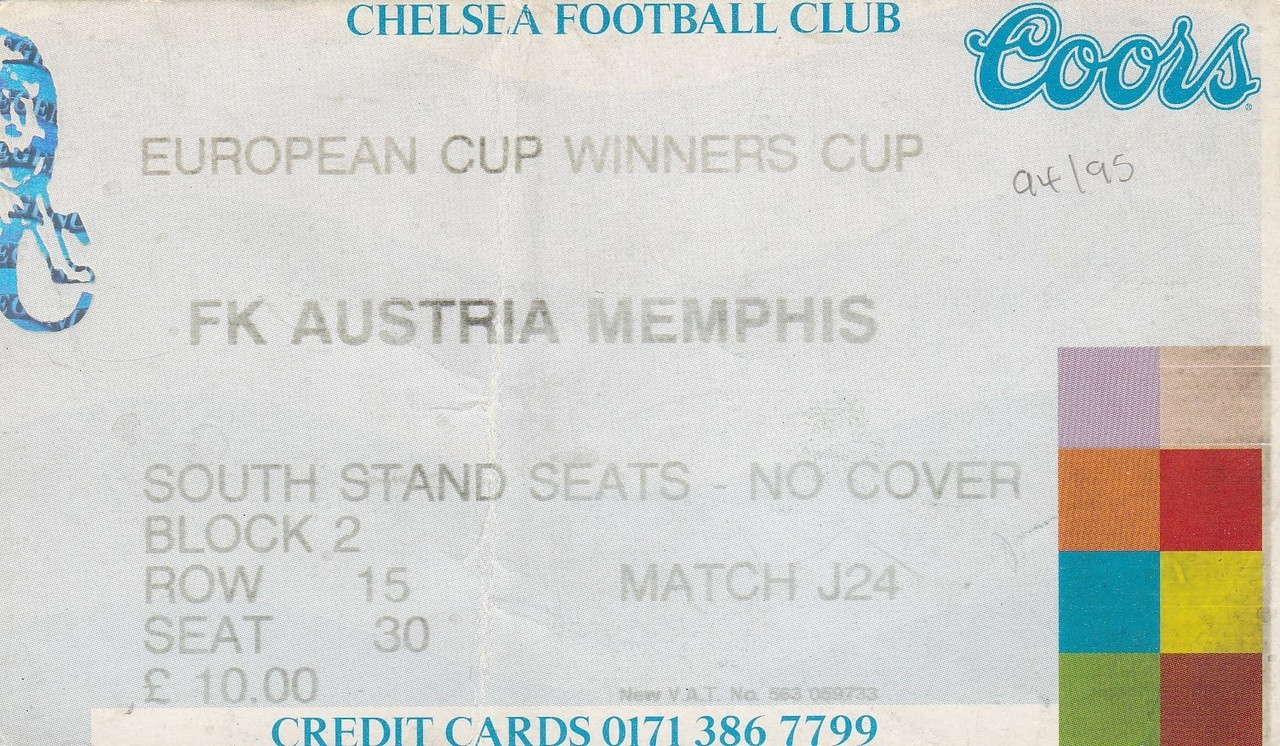 CHELSEA FOOTBALL CLUB
Coors
EUROPEAN CUP WINNERS CUP
94/95
FK AUSTRIA MEMPHIS
SOUTH STAND SEATS - NO COVER
BLOCK 2
ROW 15 MATCH J24
SEAT 30
£ 10.00 New V.A.T. No. 563 059733
CREDIT CARDS 0171 386 7799